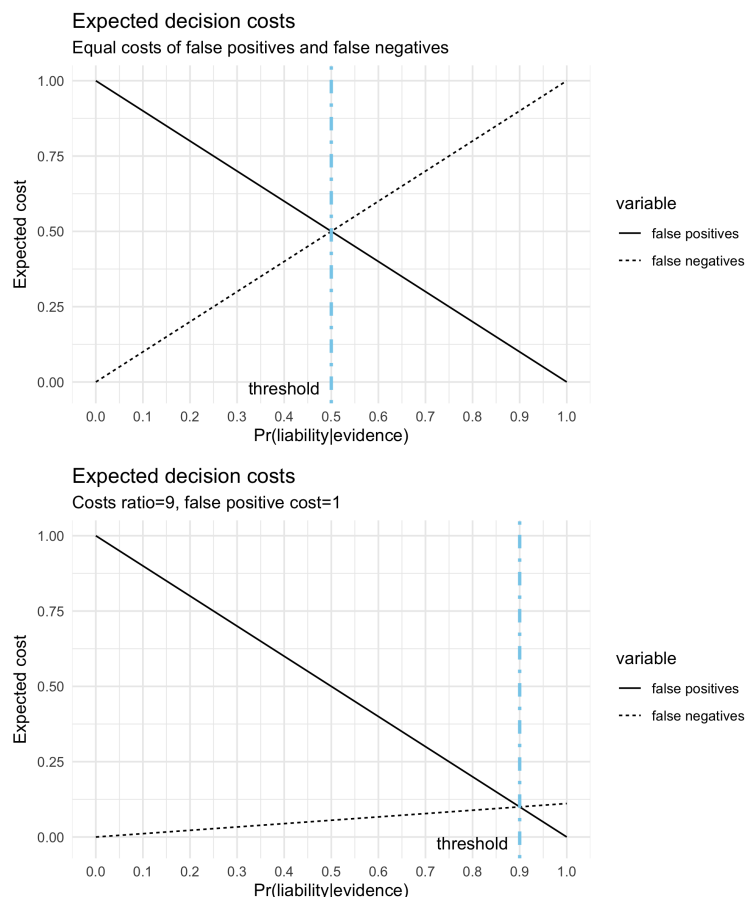 Expected decision costs
Equal costs of false positives and false negatives
1.00
0.75
0.50
0.25
0.00
Expected cost
threshold
0.0 0.1 0.2 0.3 0.4 0.5 0.6 0.7 0.8 0.9 1.0
Pr(liability|evidence)
variable
false positives
false negatives
Expected decision costs
Costs ratio=9, false positive cost=1
1.00
0.75
0.50
0.25
0.00
Expected cost
threshold
0.0 0.1 0.2 0.3 0.4 0.5 0.6 0.7 0.8 0.9 1.0
Pr(liability|evidence)
variable
false positives
false negatives